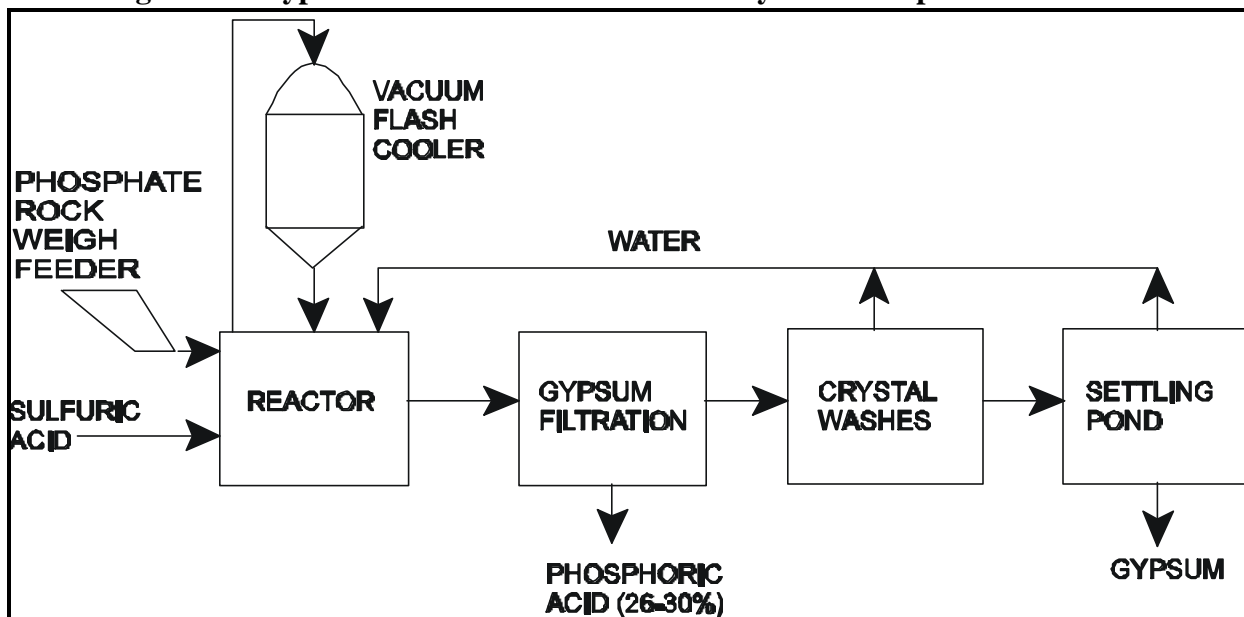 VACUUM
FLASH
COOLER
PHOSPHATE
ROCK
WEIGH
FEEDER
WATER
REACTOR
GYPSUM
FILTRATION
CRYSTAL
WASHES
SETTLING
POND
SULFURIC
ACID
PHOSPHORIC
ACID (26-30%)
GYPSUM